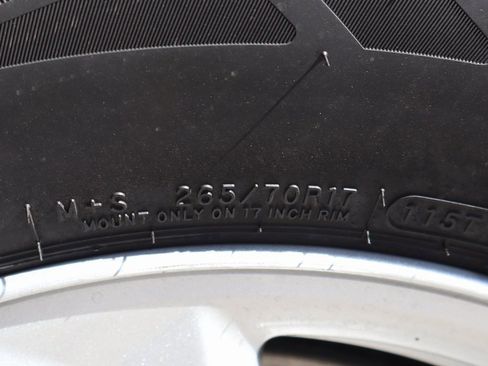 M+S 265/70R17 115T
MOUNT ONLY ON 17 INCH RIM